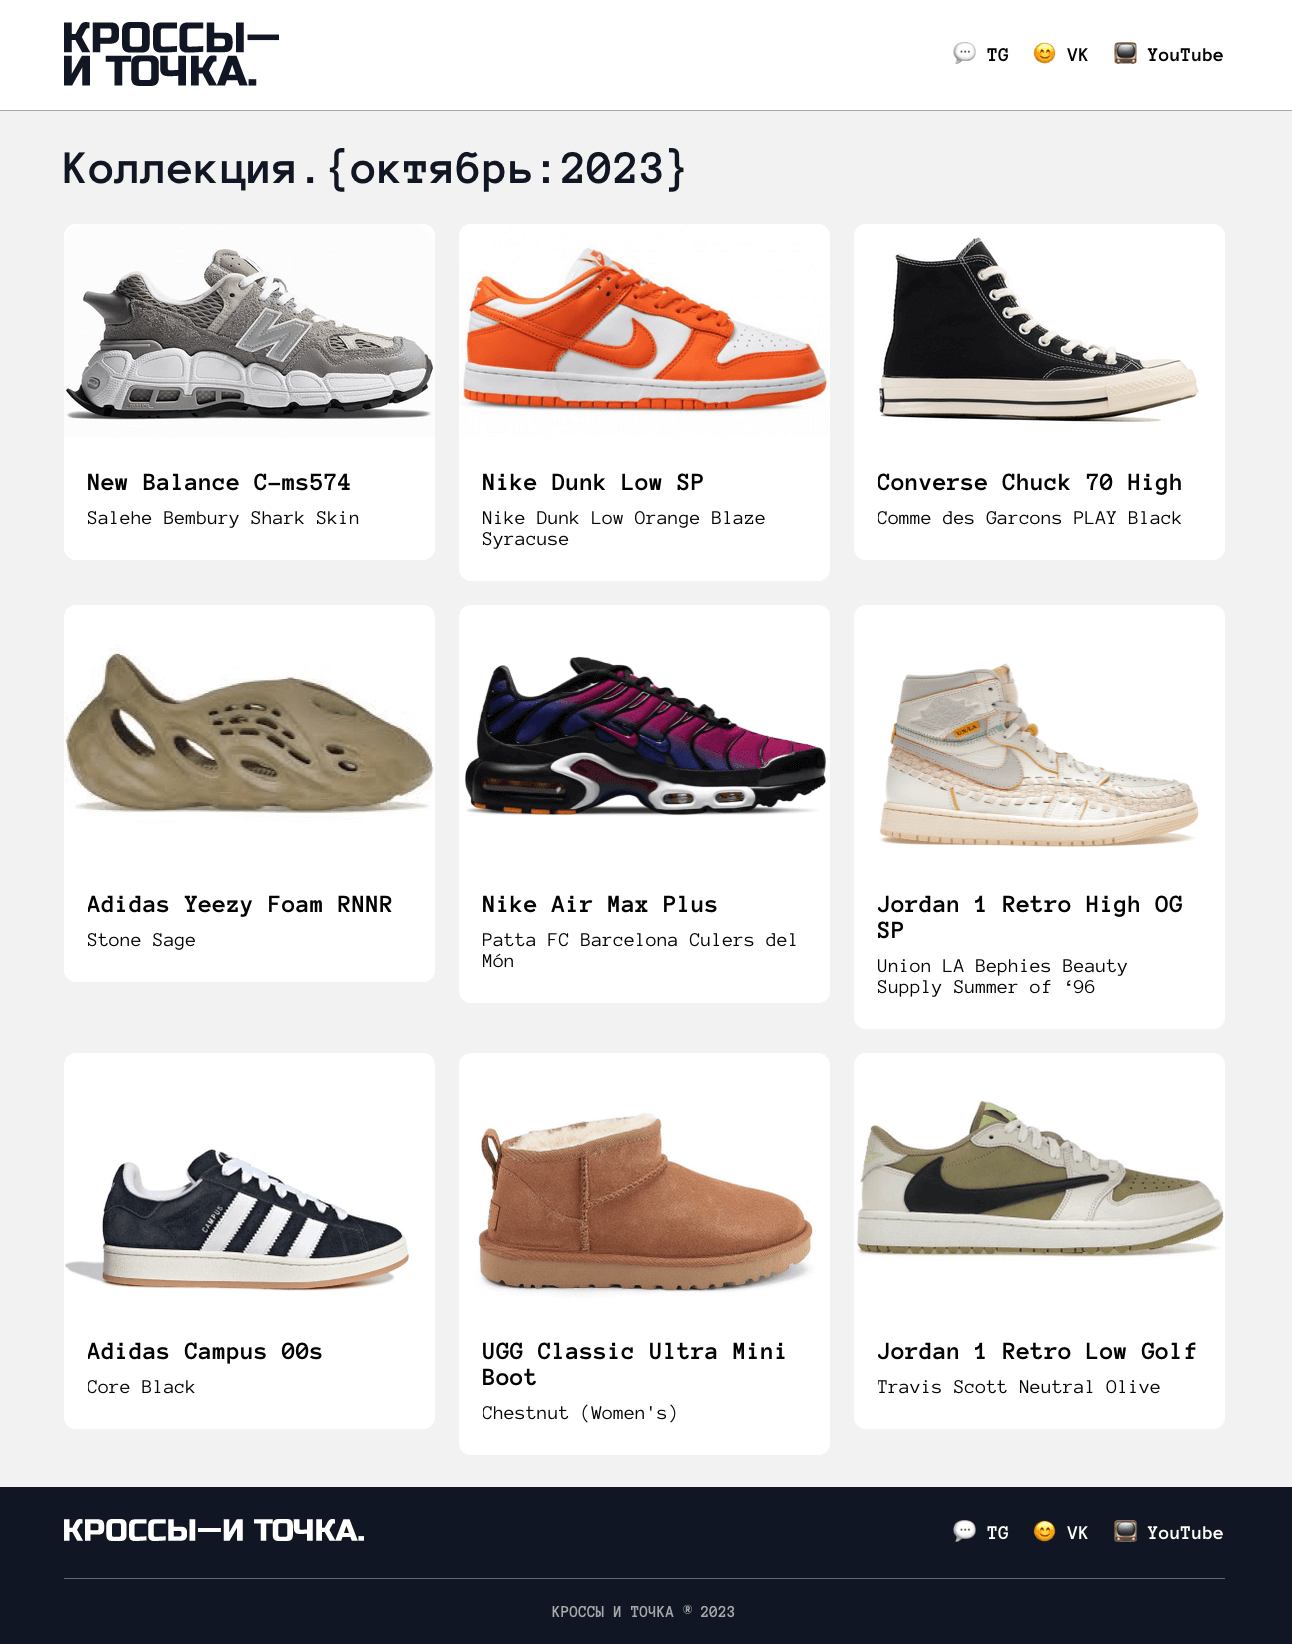 КРОССЫ—
И ТОЧКА.
💬 TG 😊 VK 📺 YouTube
Коллекция.{октябрь:2023}
New Balance C-ms574
Salehe Bembury Shark Skin
Nike Dunk Low SP
Nike Dunk Low Orange Blaze
Syracuse
Converse Chuck 70 High
Comme des Garcons PLAY Black
UN/LA
Adidas Yeezy Foam RNNR
Stone Sage
Nike Air Max Plus
Patta FC Barcelona Culers del
Món
Jordan 1 Retro High OG
SP
Union LA Bephies Beauty
Supply Summer of ‘96
CAMPUS
Adidas Campus 00s
Core Black
UGG Classic Ultra Mini
Boot
Chestnut (Women's)
Jordan 1 Retro Low Golf
Travis Scott Neutral Olive
КРОССЫ—И ТОЧКА.
💬 TG 😊 VK 📺 YouTube
КРОССЫ И ТОЧКА ® 2023